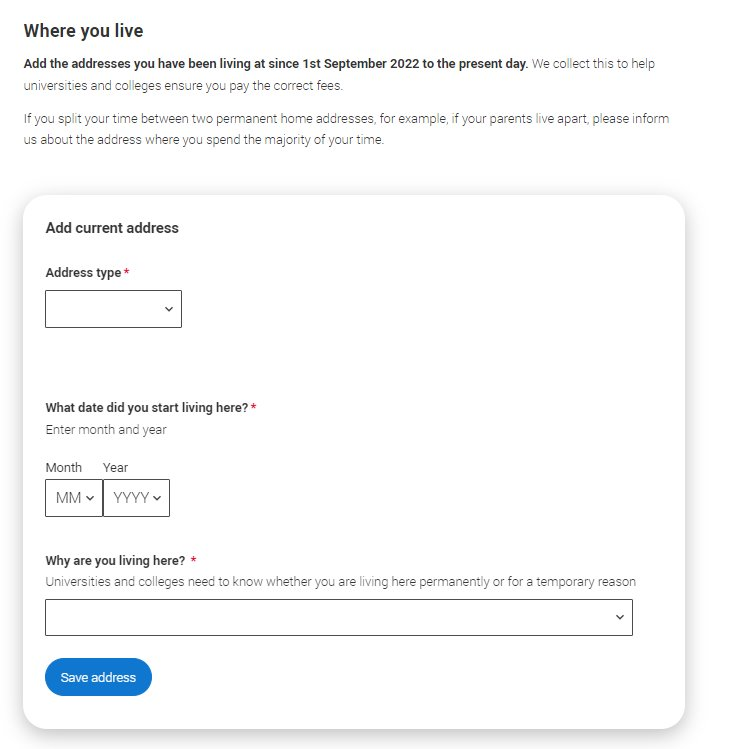 Where you live
Add the addresses you have been living at since 1st September 2022 to the present day. We collect this to help
universities and colleges ensure you pay the correct fees.
If you split your time between two permanent home addresses, for example, if your parents live apart, please inform
us about the address where you spend the majority of your time.
Add current address
Address type *
What date did you start living here? *
Enter month and year
Month Year
MM YYYY
Why are you living here? *
Universities and colleges need to know whether you are living here permanently or for a temporary reason
Save address